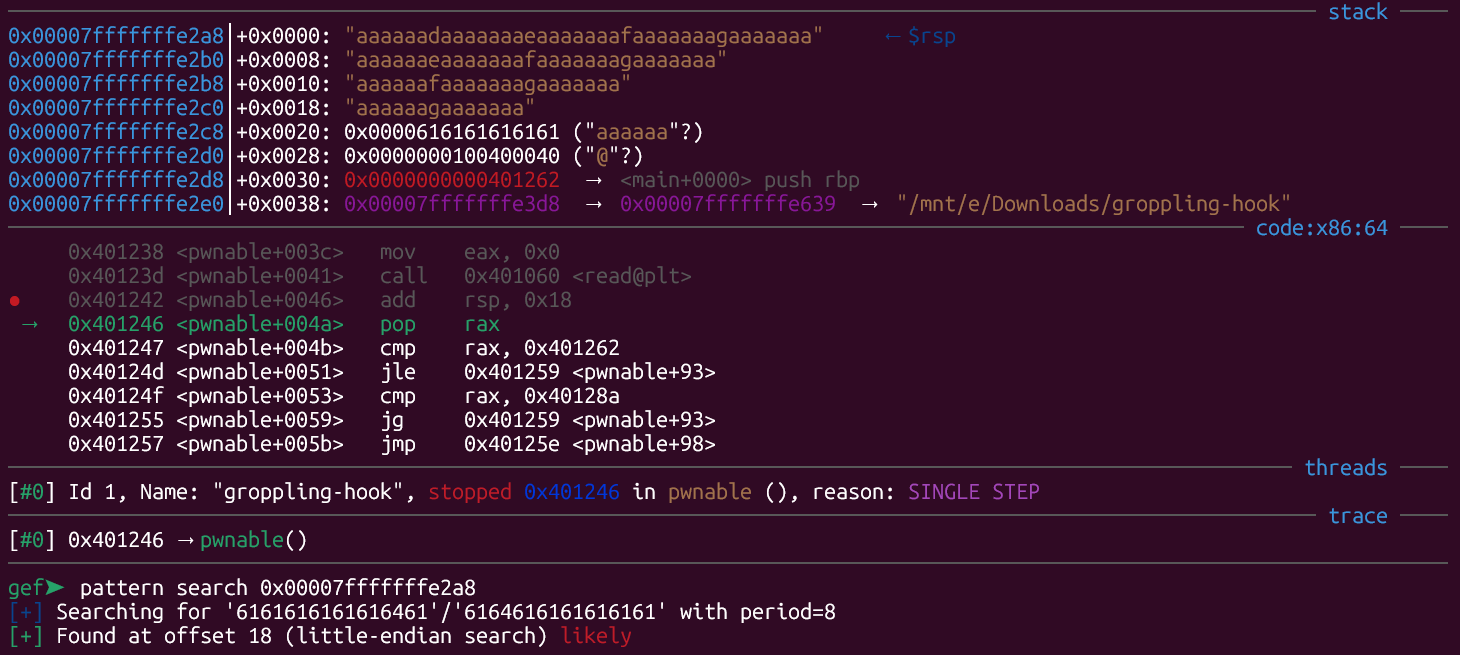 stack
0x00007fffffffe2a8│+0x0000: "aaaaaadaaaaaaaeaaaaaaafaaaaaaagaaaaaaa" ← $rsp
0x00007fffffffe2b0│+0x0008: "aaaaaaeaaaaaaafaaaaaaagaaaaaaa"
0x00007fffffffe2b8│+0x0010: "aaaaaafaaaaaaagaaaaaaa"
0x00007fffffffe2c0│+0x0018: "aaaaaagaaaaaaa"
0x00007fffffffe2c8│+0x0020: 0x0000616161616161 ("aaaaaa"?)
0x00007fffffffe2d0│+0x0028: 0x0000000100400040 ("@"?)
0x00007fffffffe2d8│+0x0030: 0x0000000000401262 → <main+0000> push rbp
0x00007fffffffe2e0│+0x0038: 0x00007fffffffe3d8 → 0x00007fffffffe639 → "/mnt/e/Downloads/groppling-hook"
code:x86:64
0x401238 <pwnable+003c> mov eax, 0x0
0x40123d <pwnable+0041> call 0x401060 <read@plt>
● 0x401242 <pwnable+0046> add rsp, 0x18
→ 0x401246 <pwnable+004a> pop rax
0x401247 <pwnable+004b> cmp rax, 0x401262
0x40124d <pwnable+0051> jle 0x401259 <pwnable+93>
0x40124f <pwnable+0053> cmp rax, 0x40128a
0x401255 <pwnable+0059> jg 0x401259 <pwnable+93>
0x401257 <pwnable+005b> jmp 0x40125e <pwnable+98>
threads
[#0] Id 1, Name: "groppling-hook", stopped 0x401246 in pwnable (), reason: SINGLE STEP
trace
[#0] 0x401246 → pwnable()
gef➤ pattern search 0x00007fffffffe2a8
[+] Searching for '6161616161616461'/'6164616161616161' with period=8
[+] Found at offset 18 (little-endian search) likely